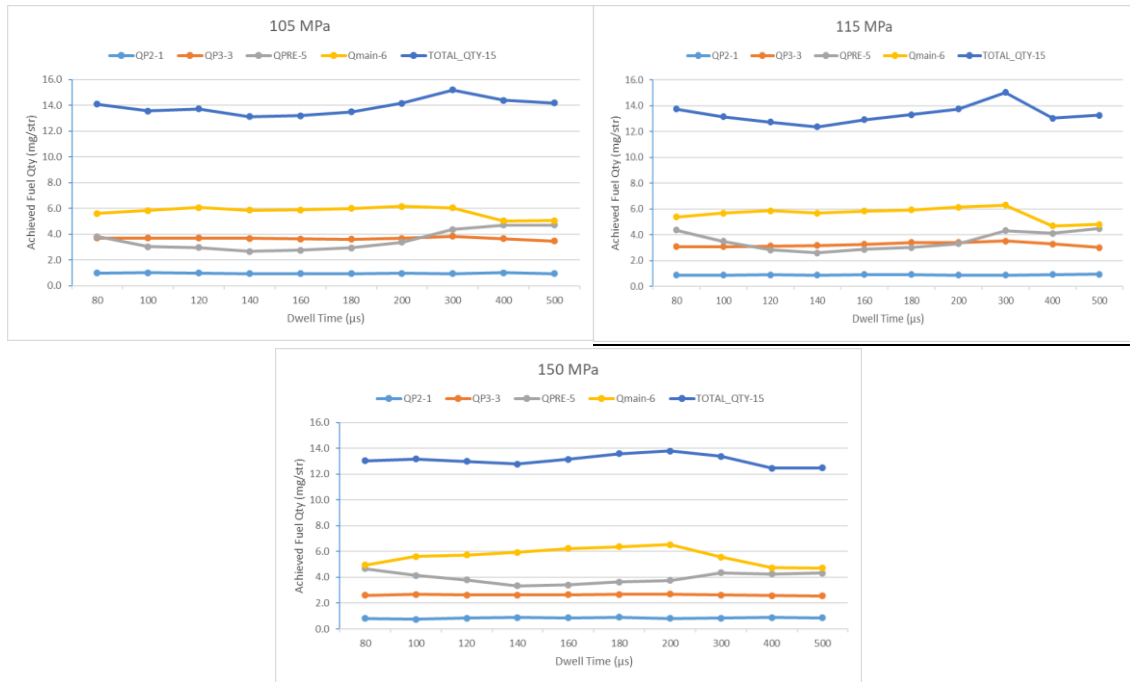 105 MPa
QP2-1 QP3-3 QPRE-5 Qmain-6 TOTAL_QTY-15
Achieved Fuel Qty (mg/str)
16.0
14.0
12.0
10.0
8.0
6.0
4.0
2.0
0.0
80 100 120 140 160 180 200 300 400 500
Dwell Time (µs)
115 MPa
QP2-1 QP3-3 QPRE-5 Qmain-6 TOTAL_QTY-15
Achieved Fuel Qty (mg/str)
16.0
14.0
12.0
10.0
8.0
6.0
4.0
2.0
0.0
80 100 120 140 160 180 200 300 400 500
Dwell Time (µs)
150 MPa
QP2-1 QP3-3 QPRE-5 Qmain-6 TOTAL_QTY-15
Achieved Fuel Qty (mg/str)
16.0
14.0
12.0
10.0
8.0
6.0
4.0
2.0
0.0
80 100 120 140 160 180 200 300 400 500
Dwell Time (µs)